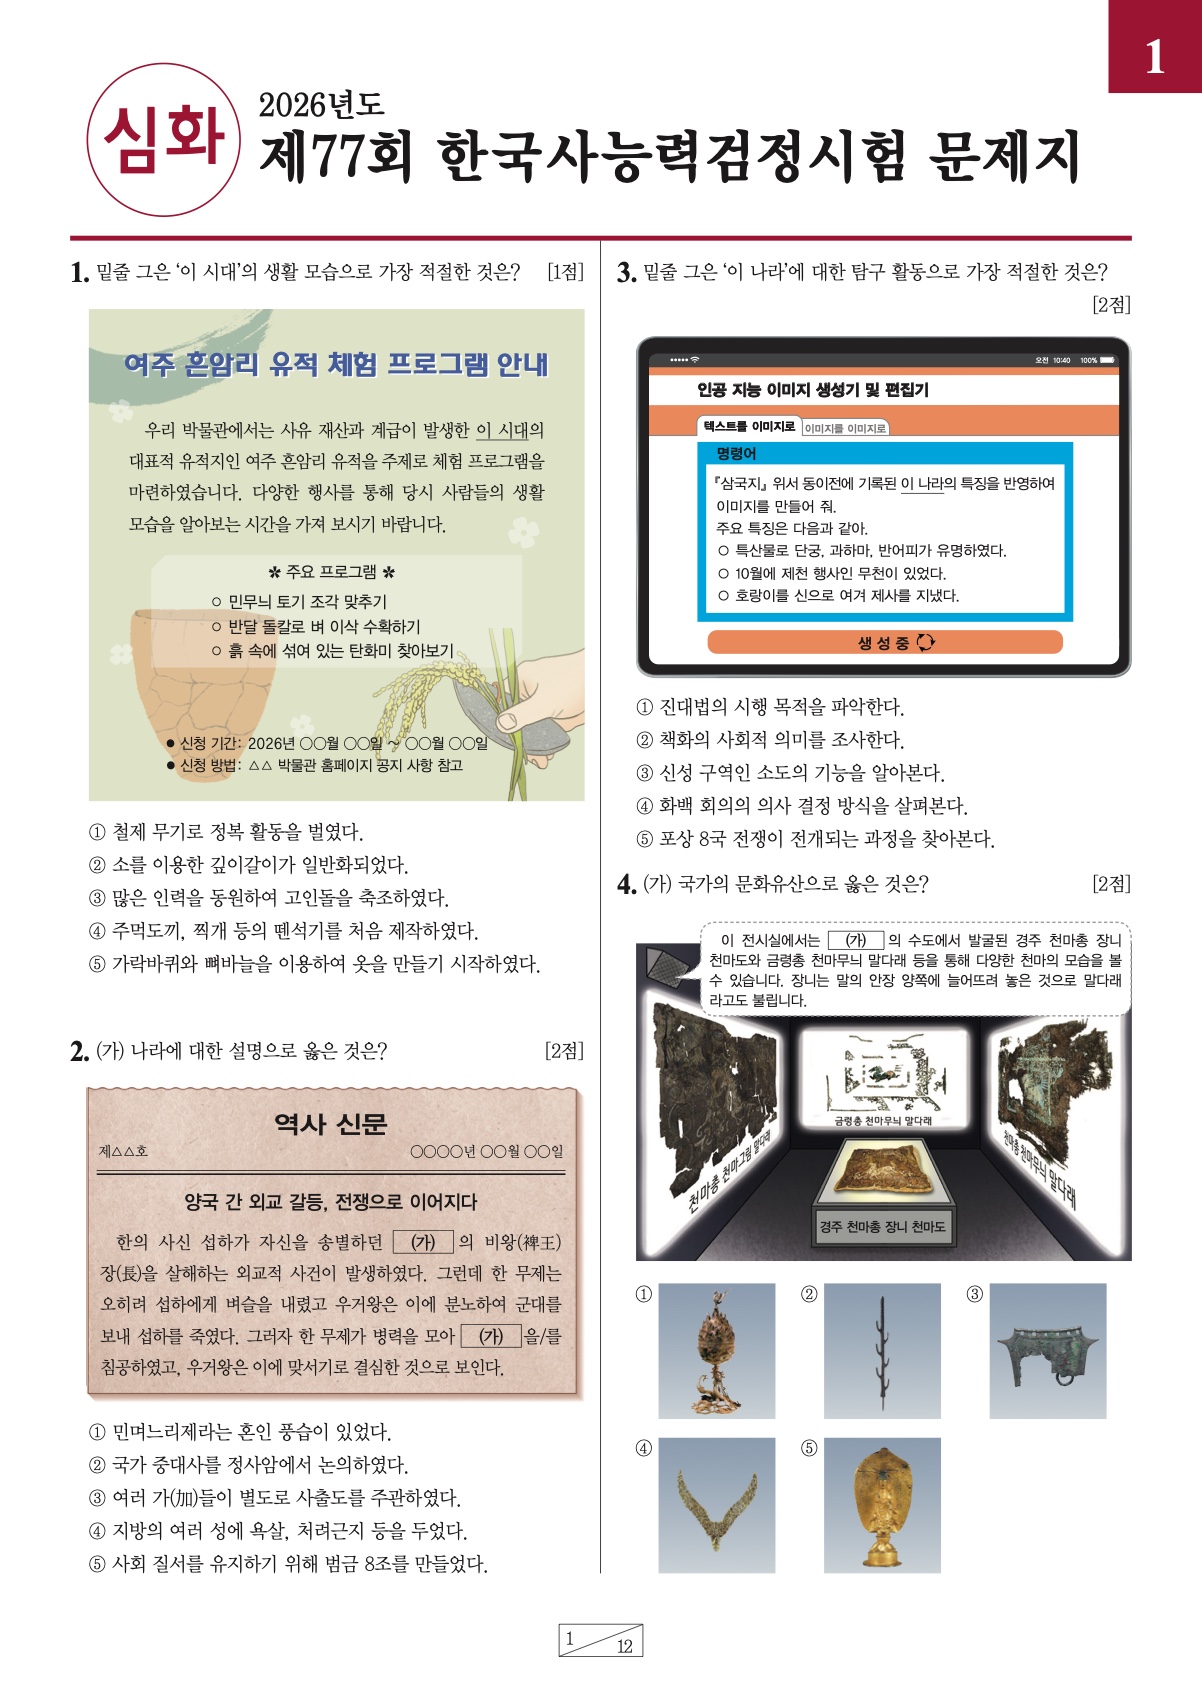 1
심화
2026년도
제77회 한국사능력검정시험 문제지
1. 밑줄 그은 ‘이 시대’의 생활 모습으로 가장 적절한 것은? [1점]
여주 흔암리 유적 체험 프로그램 안내
우리 박물관에서는 사유 재산과 계급이 발생한 이 시대의
대표적 유적지인 여주 흔암리 유적을 주제로 체험 프로그램을
마련하였습니다. 다양한 행사를 통해 당시 사람들의 생활
모습을 알아보는 시간을 가져 보시기 바랍니다.
✽ 주요 프로그램 ✽
○ 민무늬 토기 조각 맞추기
○ 반달 돌칼로 벼 이삭 수확하기
○ 흙 속에 섞여 있는 탄화미 찾아보기
● 신청 기간: 2026년 ○○월 ○○일 ~ ○○월 ○○일
● 신청 방법: △△ 박물관 홈페이지 공지 사항 참고
① 철제 무기로 정복 활동을 벌였다.
② 소를 이용한 깊이갈이가 일반화되었다.
③ 많은 인력을 동원하여 고인돌을 축조하였다.
④ 주먹도끼, 찍개 등의 뗀석기를 처음 제작하였다.
⑤ 가락바퀴와 뼈바늘을 이용하여 옷을 만들기 시작하였다.
2. (가) 나라에 대한 설명으로 옳은 것은? [2점]
역사 신문
제△△호 ○○○○년 ○○월 ○○일
양국 간 외교 갈등, 전쟁으로 이어지다
한의 사신 섭하가 자신을 송별하던 (가) 의 비왕(裨王)
장(長)을 살해하는 외교적 사건이 발생하였다. 그런데 한 무제는
오히려 섭하에게 벼슬을 내렸고 우거왕은 이에 분노하여 군대를
보내 섭하를 죽였다. 그러자 한 무제가 병력을 모아 (가) 을/를
침공하였고, 우거왕은 이에 맞서기로 결심한 것으로 보인다.
① 민며느리제라는 혼인 풍습이 있었다.
② 국가 중대사를 정사암에서 논의하였다.
③ 여러 가(加)들이 별도로 사출도를 주관하였다.
④ 지방의 여러 성에 욕살, 처려근지 등을 두었다.
⑤ 사회 질서를 유지하기 위해 범금 8조를 만들었다.
3. 밑줄 그은 ‘이 나라’에 대한 탐구 활동으로 가장 적절한 것은?
[2점]
오전 10:40 100%
인공 지능 이미지 생성기 및 편집기
텍스트를 이미지로 이미지를 이미지로
명령어
『삼국지』 위서 동이전에 기록된 이 나라의 특징을 반영하여
이미지를 만들어 줘.
주요 특징은 다음과 같아.
○ 특산물로 단궁, 과하마, 반어피가 유명하였다.
○ 10월에 제천 행사인 무천이 있었다.
○ 호랑이를 신으로 여겨 제사를 지냈다.
생성중
① 진대법의 시행 목적을 파악한다.
② 책화의 사회적 의미를 조사한다.
③ 신성 구역인 소도의 기능을 알아본다.
④ 화백 회의의 의사 결정 방식을 살펴본다.
⑤ 포상 8국 전쟁이 전개되는 과정을 찾아본다.
4. (가) 국가의 문화유산으로 옳은 것은? [2점]
이 전시실에서는 (가) 의 수도에서 발굴된 경주 천마총 장니
천마도와 금령총 천마무늬 말다래 등을 통해 다양한 천마의 모습을 볼
수 있습니다. 장니는 말의 안장 양쪽에 늘어뜨려 놓은 것으로 말다래
라고도 불립니다.
금령총 천마무늬 말다래
천마총 천마그림 말다래
천마총 천마무늬 말다래
경주 천마총 장니 천마도
①
②
③
④
⑤
1
12